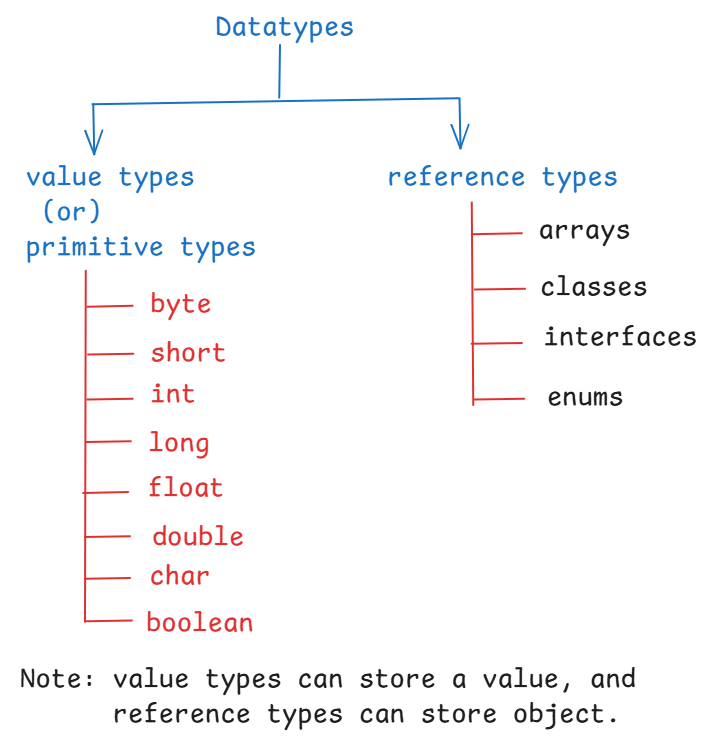 Datatypes
value types
(or)
primitive types
byte
short
int
long
float
double
char
boolean
reference types
arrays
classes
interfaces
enums
Note: value types can store a value, and
reference types can store object.